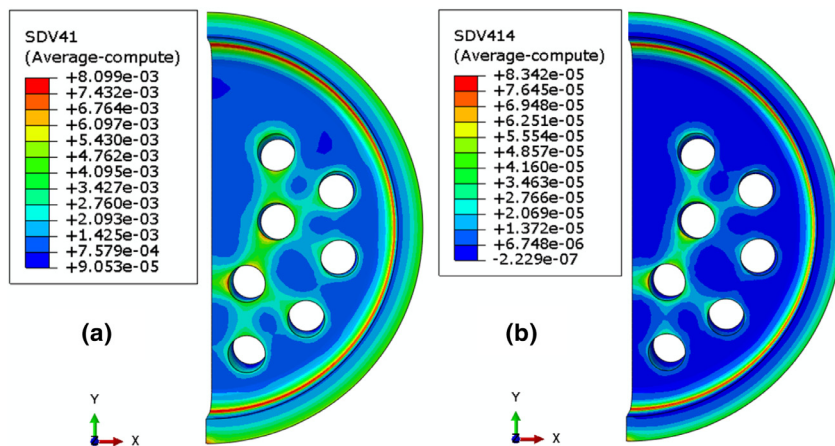 SDV41
(Average-compute)
+8.099e-03
+7.432e-03
+6.764e-03
+6.097e-03
+5.430e-03
+4.762e-03
+4.095e-03
+3.427e-03
+2.760e-03
+2.093e-03
+1.425e-03
+7.579e-04
+9.053e-05
(a)
Y
X
SDV414
(Average-compute)
+8.342e-05
+7.645e-05
+6.948e-05
+6.251e-05
+5.554e-05
+4.857e-05
+4.160e-05
+3.463e-05
+2.766e-05
+2.069e-05
+1.372e-05
+6.748e-06
-2.229e-07
(b)
Y
X